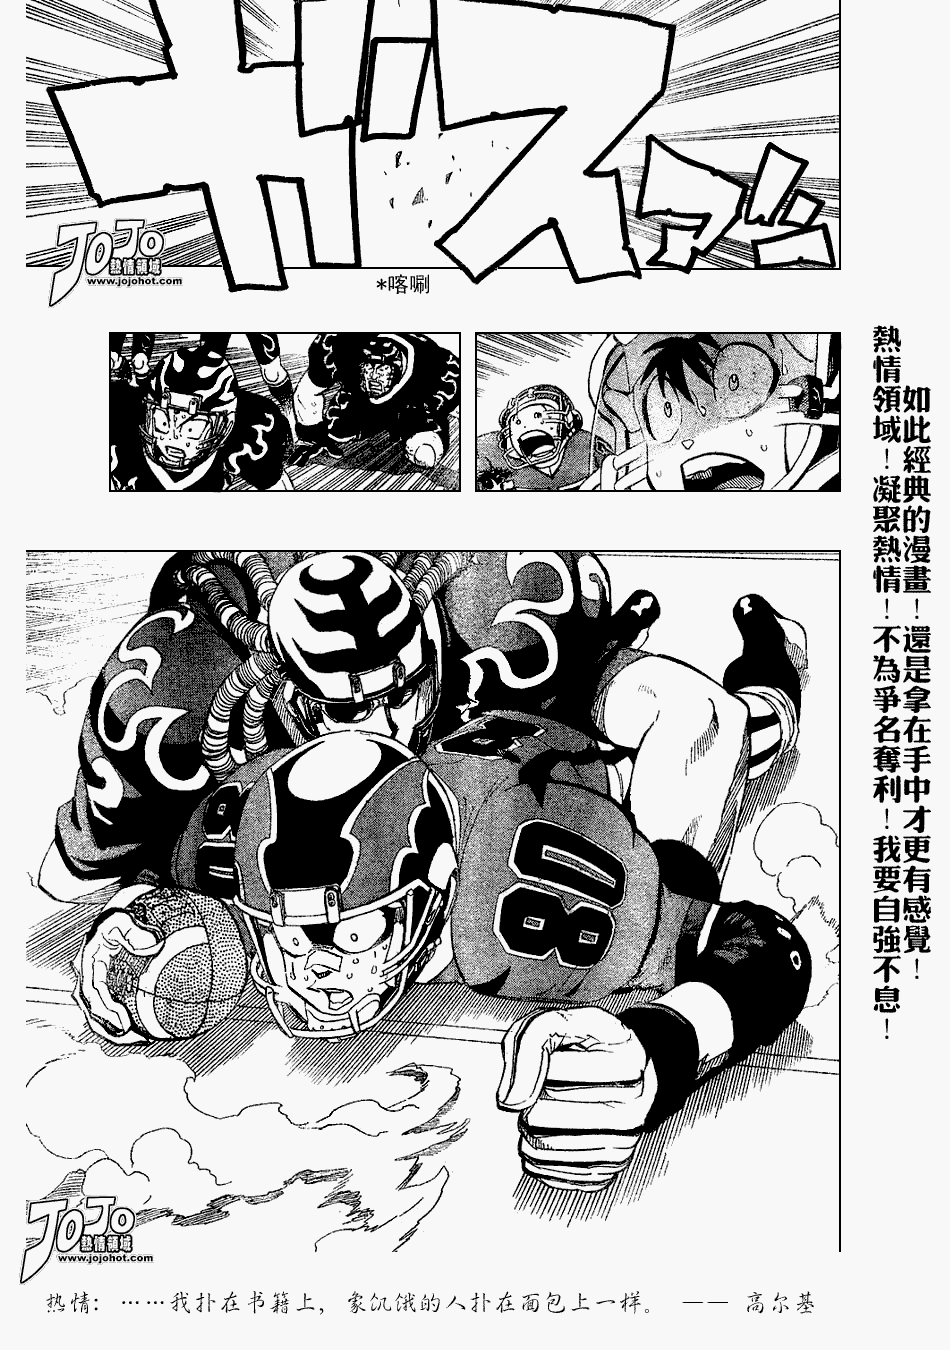 ギスァッ
JOJO
熱情領域
www.jojohot.com
*喀唰
如此經典的漫畫！還是拿在手中才更有感覺！
熱情領域！凝聚熱情！不為爭名奪利！我要自強不息！
80
JOJO
熱情領域
www.jojohot.com
热情：……我扑在书籍上，象饥饿的人扑在面包上一样。 —— 高尔基